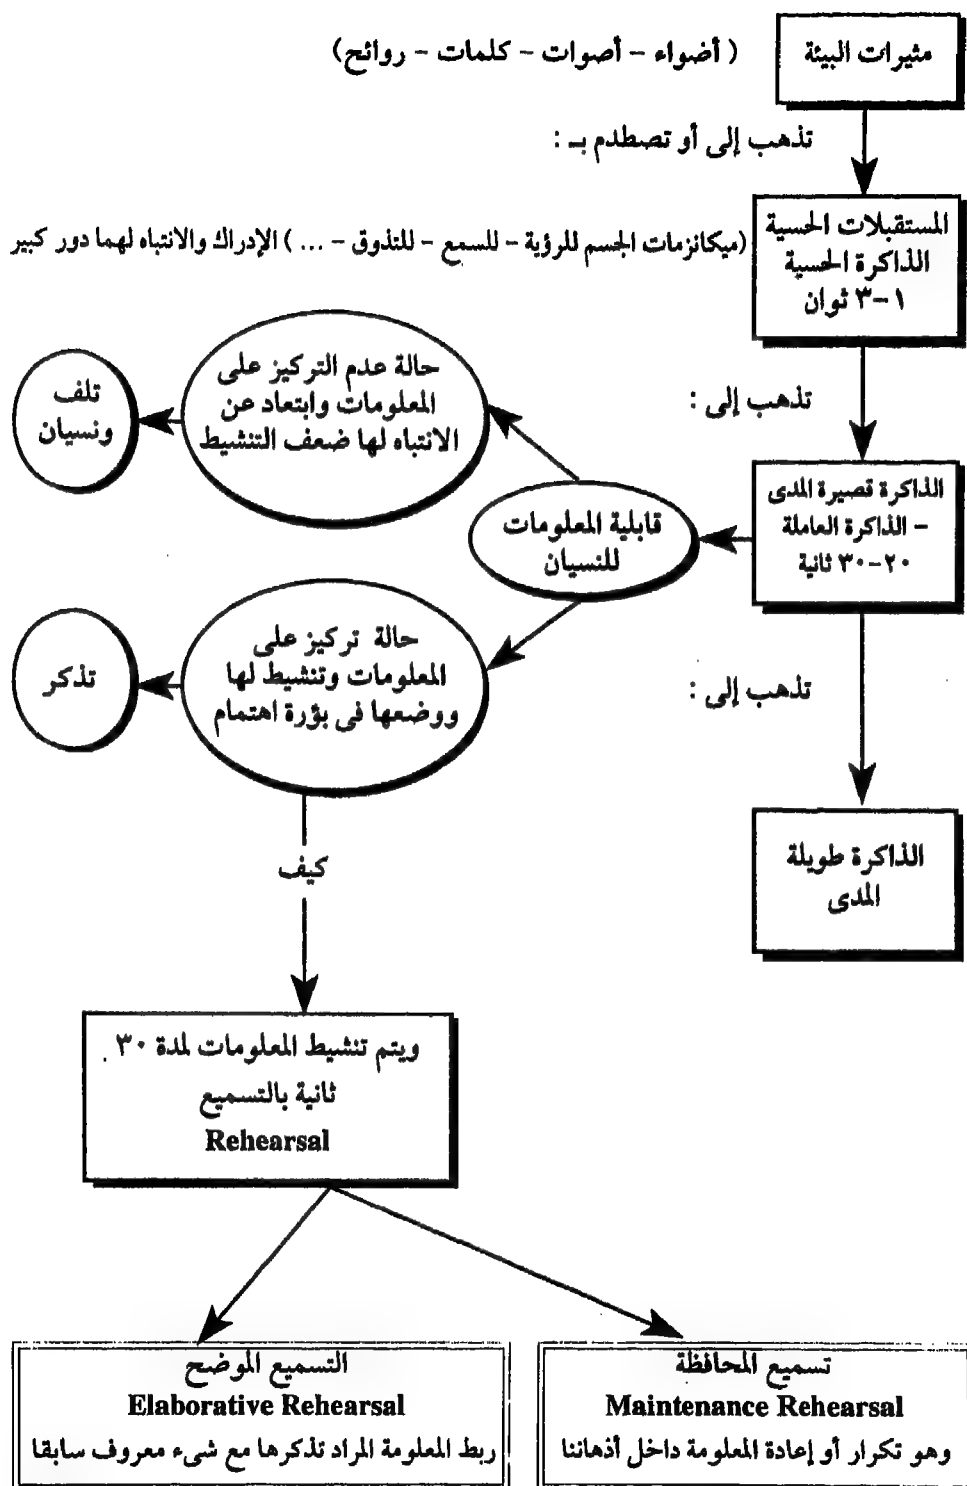 مثيرات البيئة
( أضواء – أصوات – كلمات – روائح)
تذهب إلى أو تصطدم بـ :
المستقبلات الحسية
الذاكرة الحسية
١–٣ ثوان
(ميكانزمات الجسم للرؤية – للسمع – للتذوق – ... ) الإدراك والانتباه لهما دور كبير
تذهب إلى :
الذاكرة قصيرة المدى
– الذاكرة العاملة
٢٠–٣٠ ثانية
قابلية المعلومات
للنسيان
حالة عدم التركيز على
المعلومات وابتعاد عن
الانتباه لها ضعف التنشيط
تلف
ونسيان
حالة تركيز على
المعلومات وتنشيط لها
ووضعها فى بؤرة اهتمام
تذكر
تذهب إلى :
الذاكرة طويلة
المدى
كيف
ويتم تنشيط المعلومات لمدة ٣٠
ثانية بالتسميع
Rehearsal
تسميع المحافظة
Maintenance Rehearsal
وهو تكرار أو إعادة المعلومة داخل أذهاننا
التسميع الموضح
Elaborative Rehearsal
ربط المعلومة المراد تذكرها مع شىء معروف سابقا